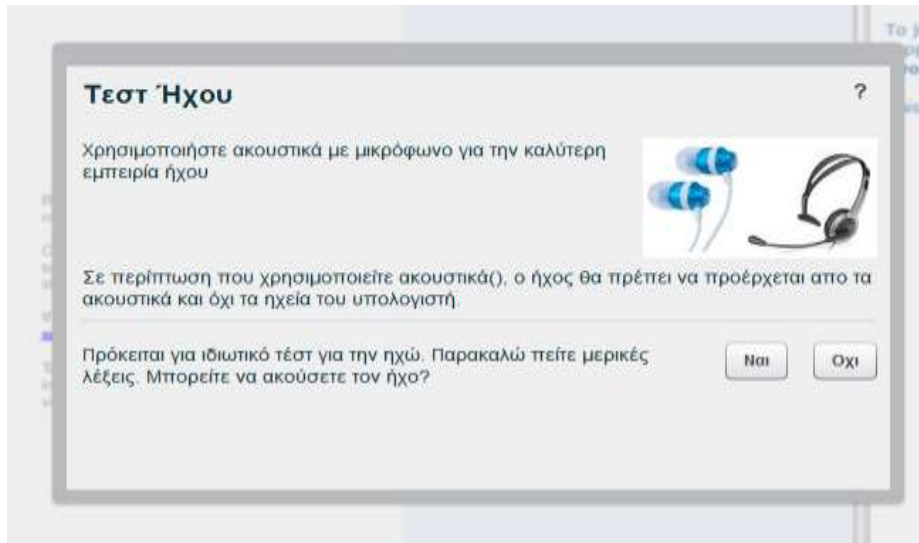 Τεστ Ήχου
?
Χρησιμοποιήστε ακουστικά με μικρόφωνο για την καλύτερη
εμπειρία ήχου
Σε περίπτωση που χρησιμοποιείτε ακουστικά(), ο ήχος θα πρέπει να προέρχεται απο τα
ακουστικά και όχι τα ηχεία του υπολογιστή.
Πρόκειται για ιδιωτικό τέστ για την ηχώ. Παρακαλώ πείτε μερικές
λέξεις. Μπορείτε να ακούσετε τον ήχο?
Ναι
Οχι
Το